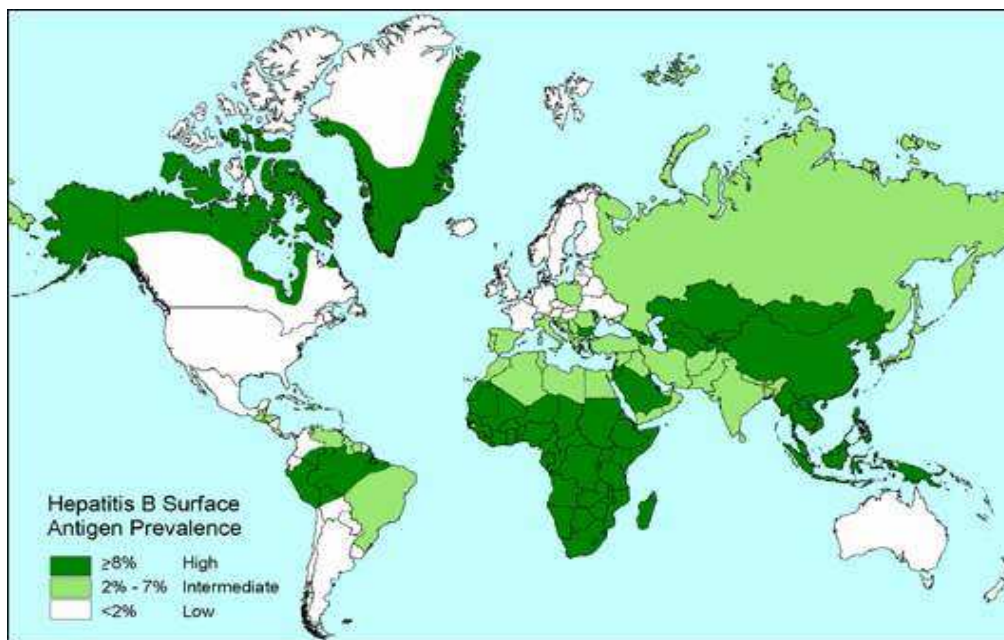 Hepatitis B Surface
Antigen Prevalence
≥8% High
2% - 7% Intermediate
<2% Low